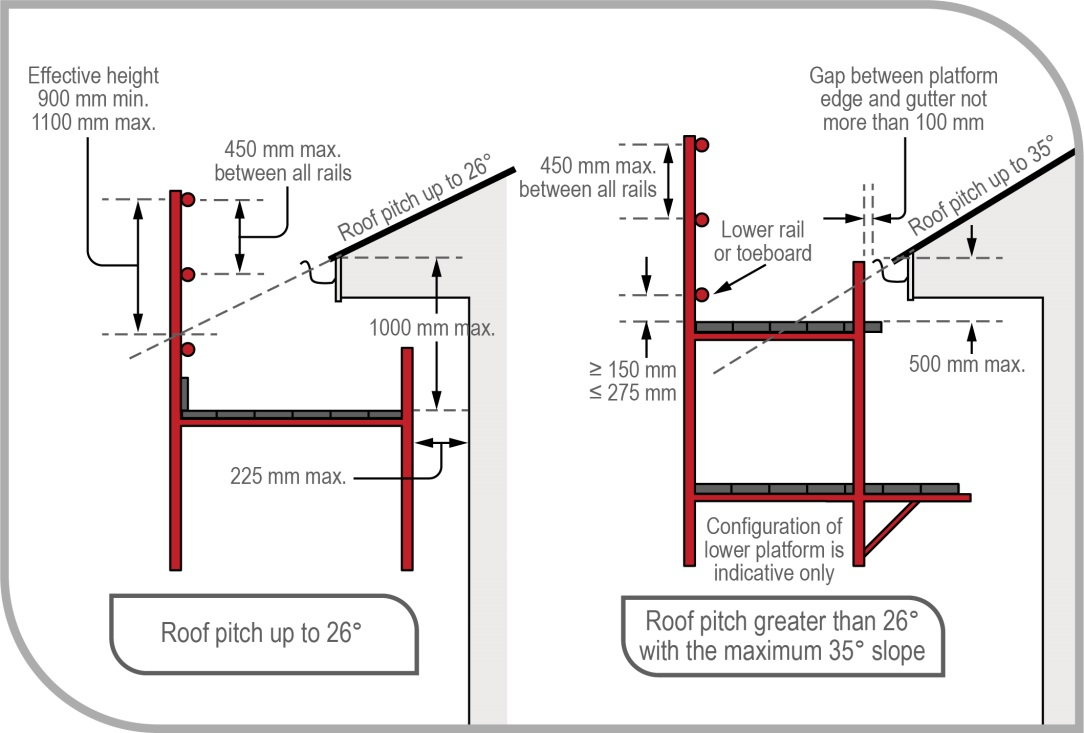 Effective height
900 mm min.
1100 mm max.
450 mm max.
between all rails
Roof pitch up to 26°
1000 mm max.
225 mm max.
Roof pitch up to 26°
Gap between platform
edge and gutter not
more than 100 mm
450 mm max.
between all rails
Roof pitch up to 35°
Lower rail
or toeboard
≥ 150 mm
≤ 275 mm
500 mm max.
Configuration of
lower platform is
indicative only
Roof pitch greater than 26°
with the maximum 35° slope